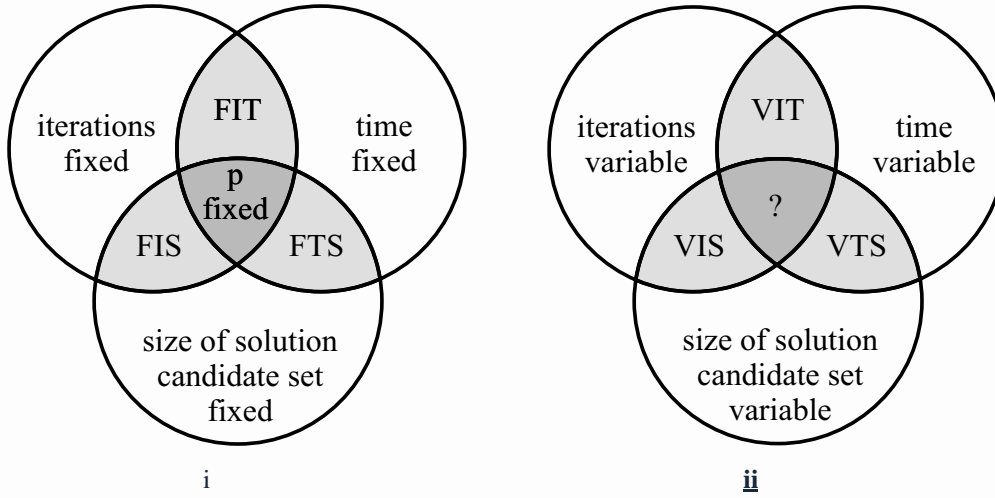 FIT
iterations
fixed
time
fixed
p
fixed
FIS
FTS
size of solution
candidate set
fixed
i
VIT
iterations
variable
time
variable
?
VIS
VTS
size of solution
candidate set
variable
ii